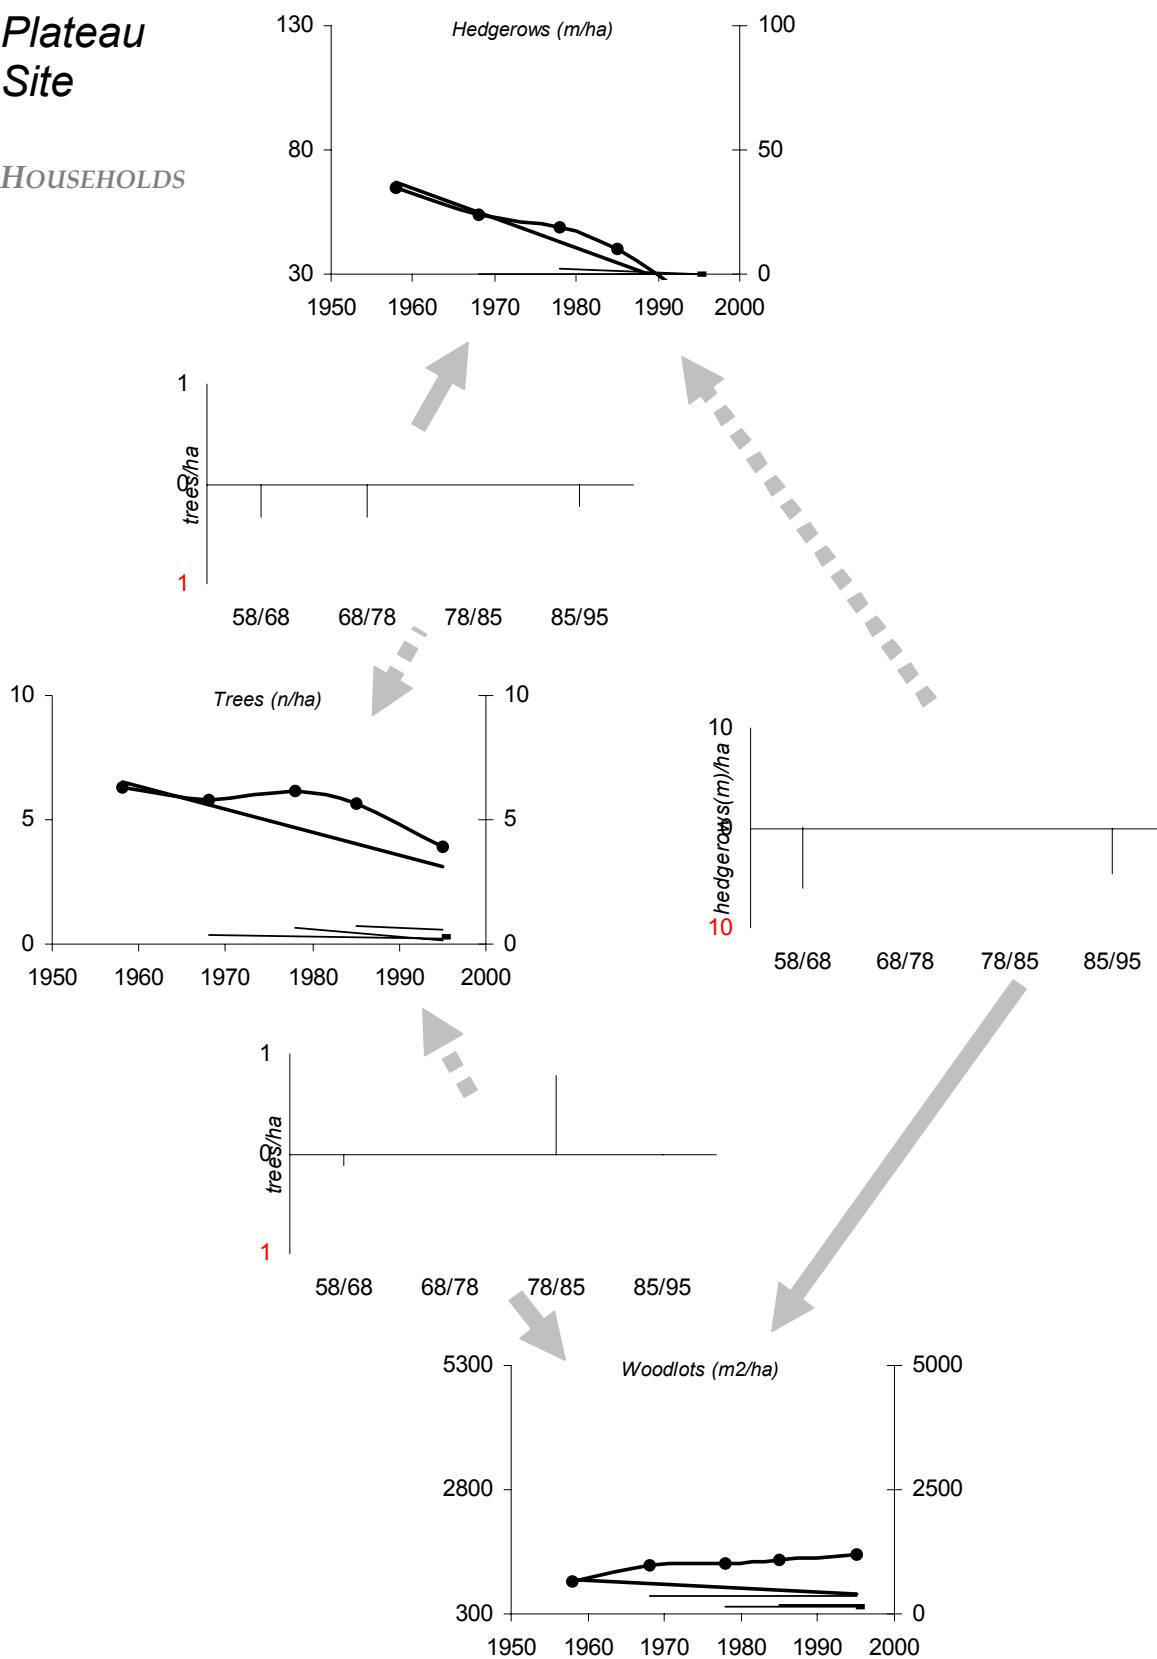 Plateau
Site
HOUSEHOLDS
Hedgerows (m/ha)
130
100
80
50
30
0
1950 1960 1970 1980 1990 2000
1
trees/ha
0
1
58/68 68/78 78/85 85/95
Trees (n/ha)
10
10
5
5
0
0
1950 1960 1970 1980 1990 2000
10
hedgerows(m)/ha
0
10
58/68 68/78 78/85 85/95
1
trees/ha
0
1
58/68 68/78 78/85 85/95
Woodlots (m2/ha)
5300
5000
2800
2500
300
0
1950 1960 1970 1980 1990 2000